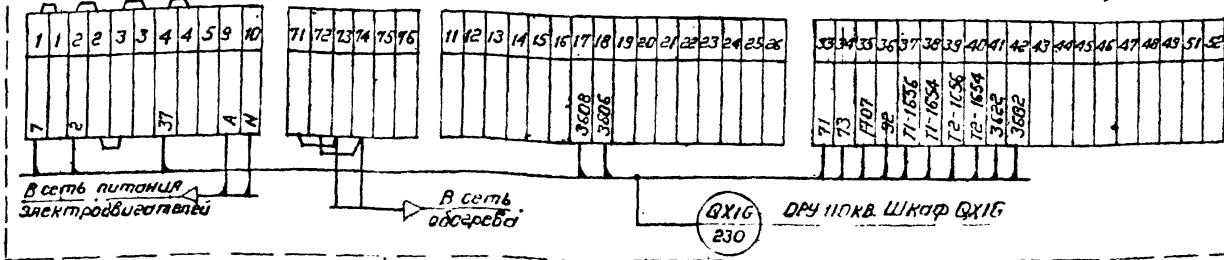 1 1 2 2 3 3 4 4 5 9 10
71 72 73 74 75 76
11 12 13 14 15 16 17 18 19 20 21 22 23 24 25 26
33 34 35 36 37 38 39 40 41 42 43 44 45 46 47 48 49 51 52
7 2 37 А N
3608 3606
71 73 92 71-1656 71-1654 72-1656 72-1654 3622 3682
В сеть питания
электродвигателей
В сеть
обогрева
QX1G
230
ОРУ 110 кв. Шкаф QX1G